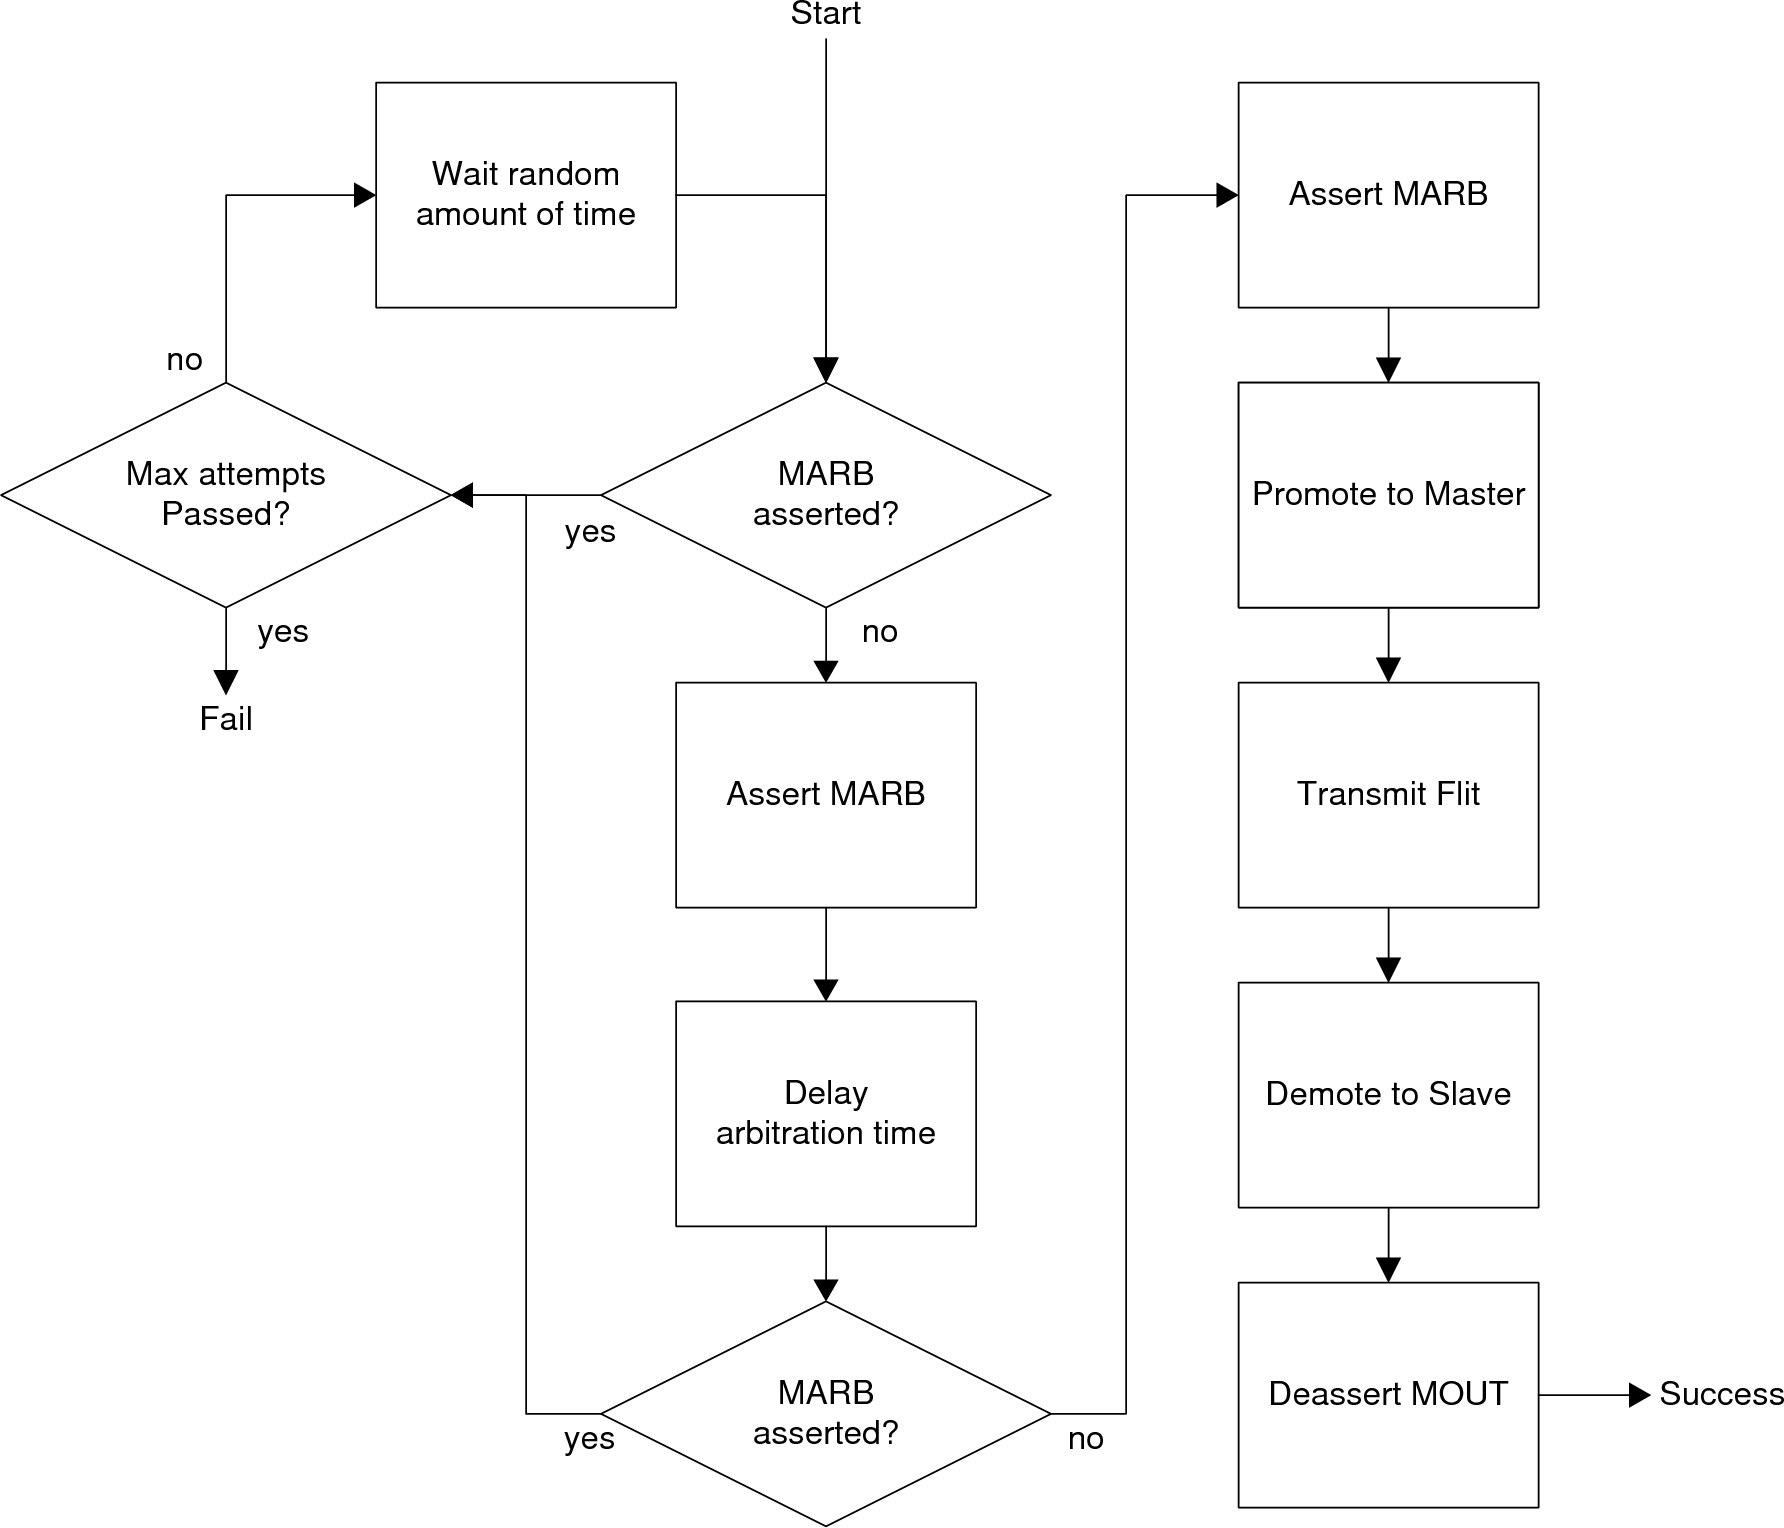 Start
Wait random
amount of time
Assert MARB
no
Max attempts
Passed?
MARB
asserted?
Promote to Master
yes
yes
no
Fail
Assert MARB
Transmit Flit
Delay
arbitration time
Demote to Slave
MARB
asserted?
yes
no
Deassert MOUT
Success